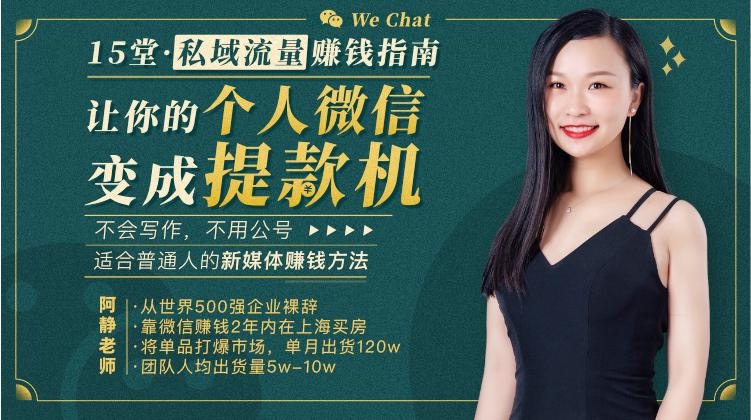 We Chat
15堂·私域流量赚钱指南
让你的个人微信
变成提款机
不会写作，不用公号
适合普通人的新媒体赚钱方法
阿静老师
·从世界500强企业裸辞
·靠微信赚钱2年内在上海买房
·将单品打爆市场，单月出货120w
·团队人均出货量5w-10w